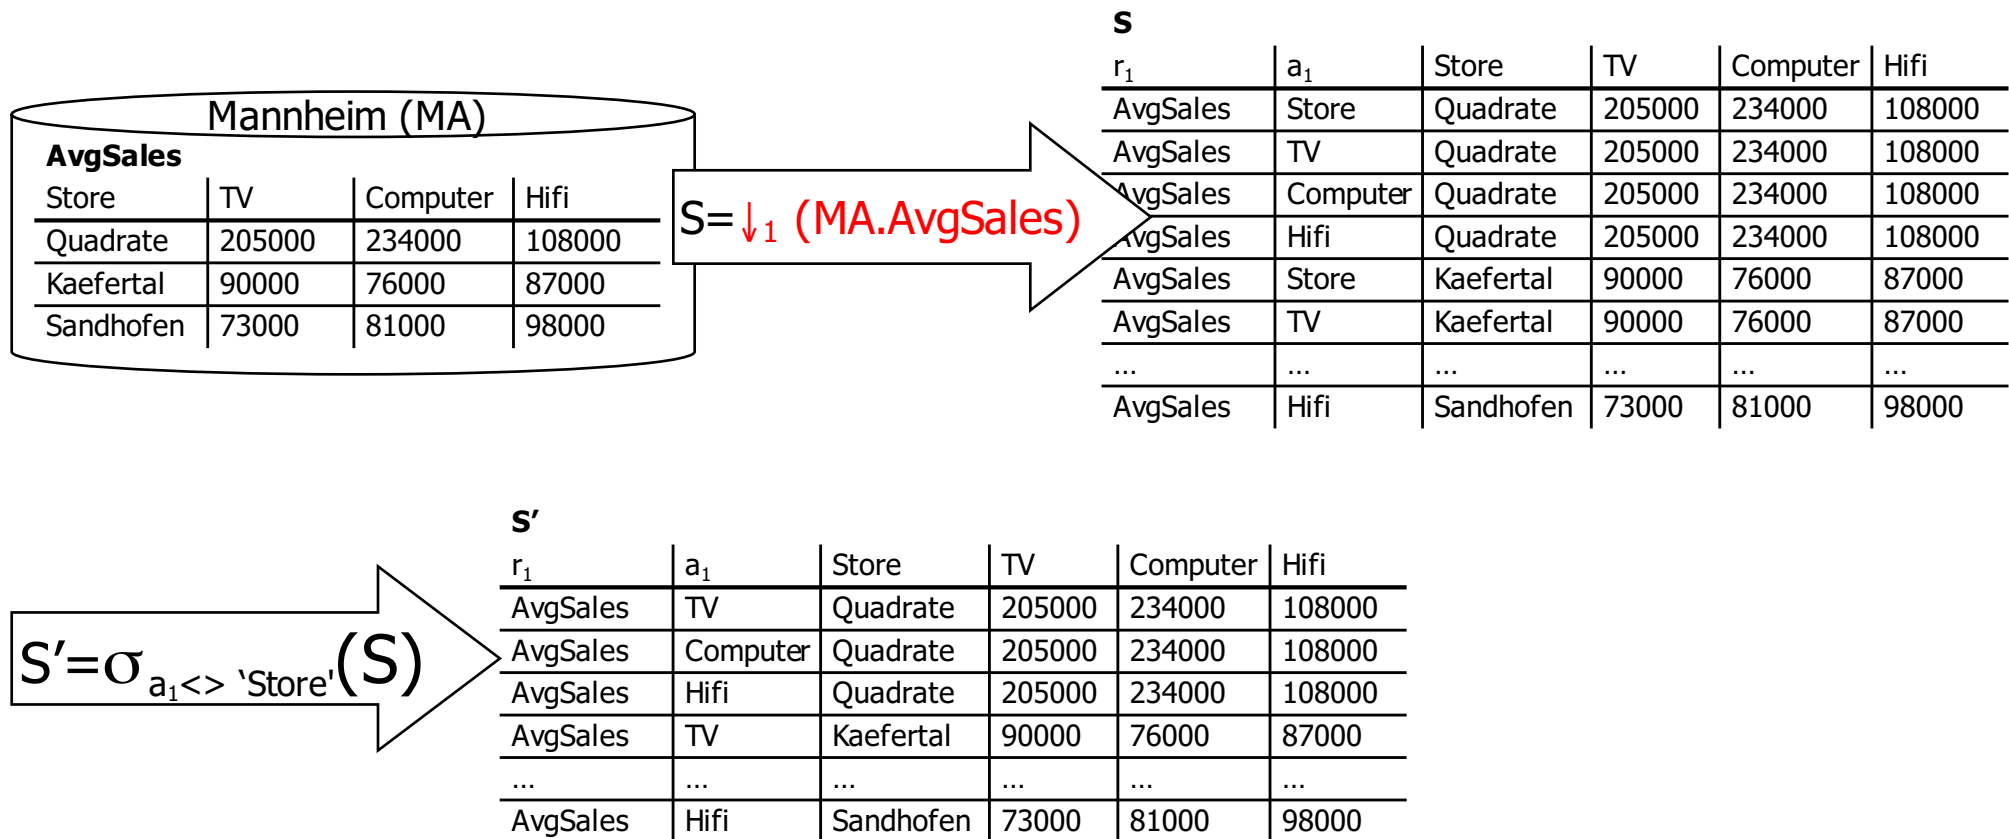 S
r₁ a₁ Store TV Computer Hifi
AvgSales Store Quadrate 205000 234000 108000
AvgSales TV Quadrate 205000 234000 108000
AvgSales Computer Quadrate 205000 234000 108000
AvgSales Hifi Quadrate 205000 234000 108000
AvgSales Store Kaefertal 90000 76000 87000
AvgSales TV Kaefertal 90000 76000 87000
... ... ... ... ... ...
AvgSales Hifi Sandhofen 73000 81000 98000
Mannheim (MA)
AvgSales
Store TV Computer Hifi
Quadrate 205000 234000 108000
Kaefertal 90000 76000 87000
Sandhofen 73000 81000 98000
S=↓₁ (MA.AvgSales)
S'
r₁ a₁ Store TV Computer Hifi
AvgSales TV Quadrate 205000 234000 108000
AvgSales Computer Quadrate 205000 234000 108000
AvgSales Hifi Quadrate 205000 234000 108000
AvgSales TV Kaefertal 90000 76000 87000
... ... ... ... ... ...
AvgSales Hifi Sandhofen 73000 81000 98000
S'=σ a₁<> 'Store'(S)